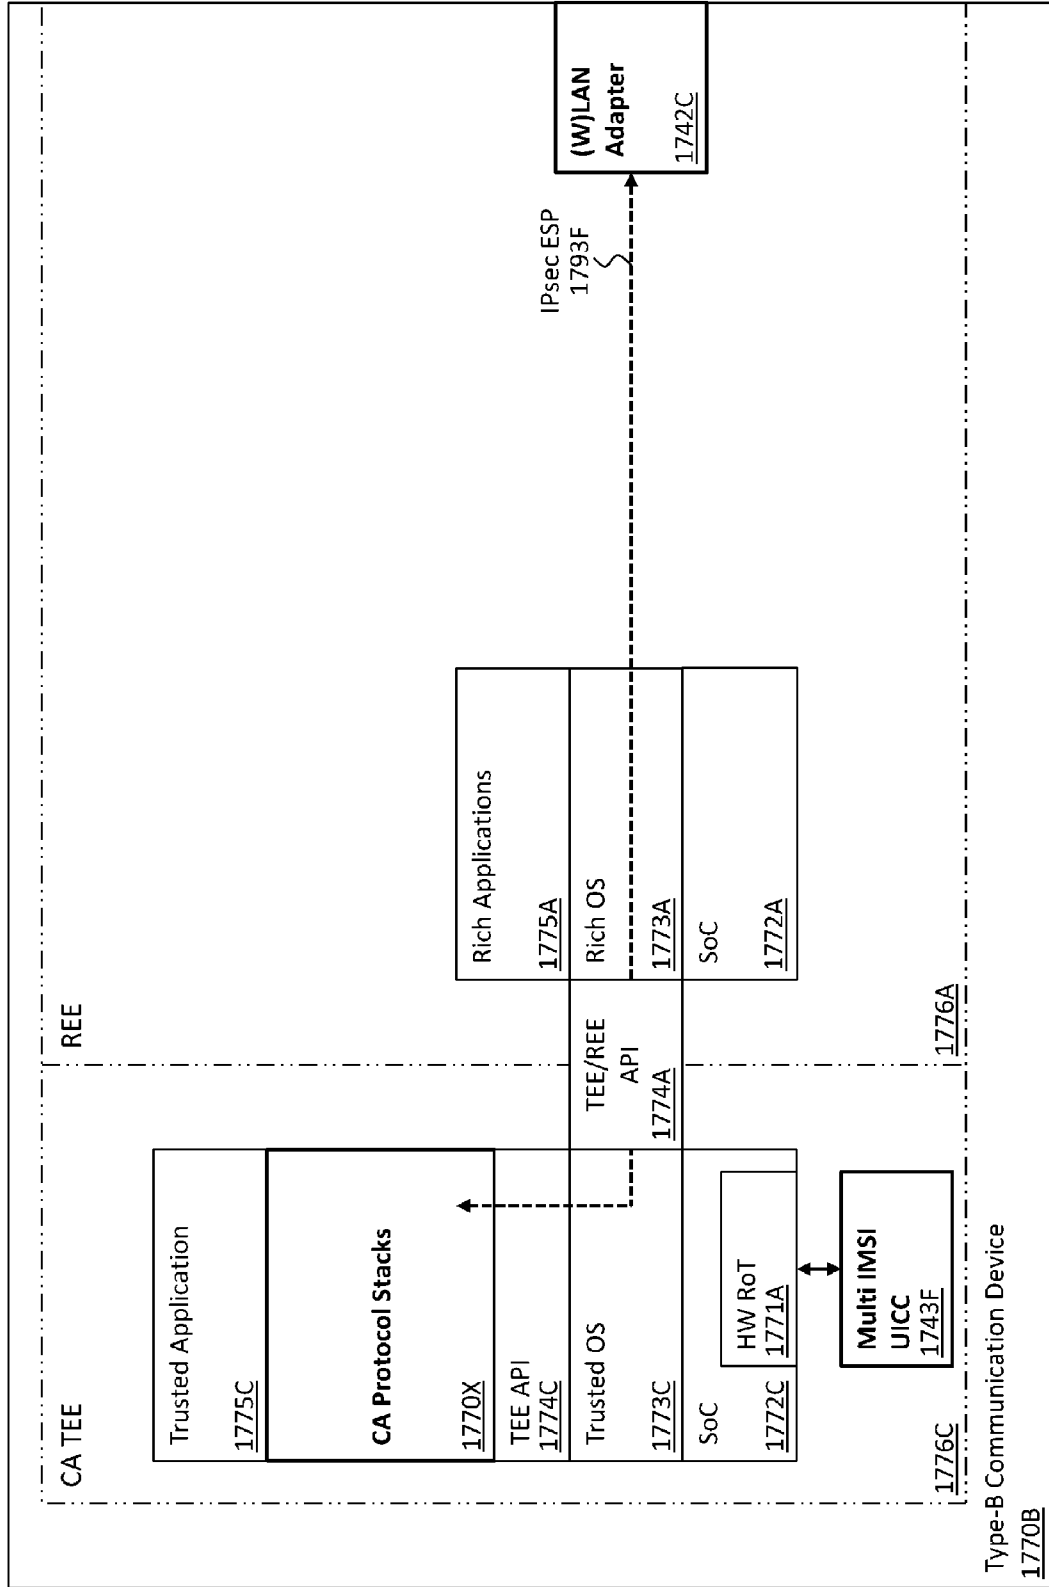 CA TEE
Trusted Application
1775C
CA Protocol Stacks
1770X
TEE API
1774C
Trusted OS
1773C
SoC
1772C
HW RoT
1771A
Multi IMSI
UICC
1743F
1776C
REE
TEE/REE
API
1774A
Rich Applications
1775A
Rich OS
1773A
SoC
1772A
1776A
IPsec ESP
1793F
(W)LAN
Adapter
1742C
Type-B Communication Device
1770B